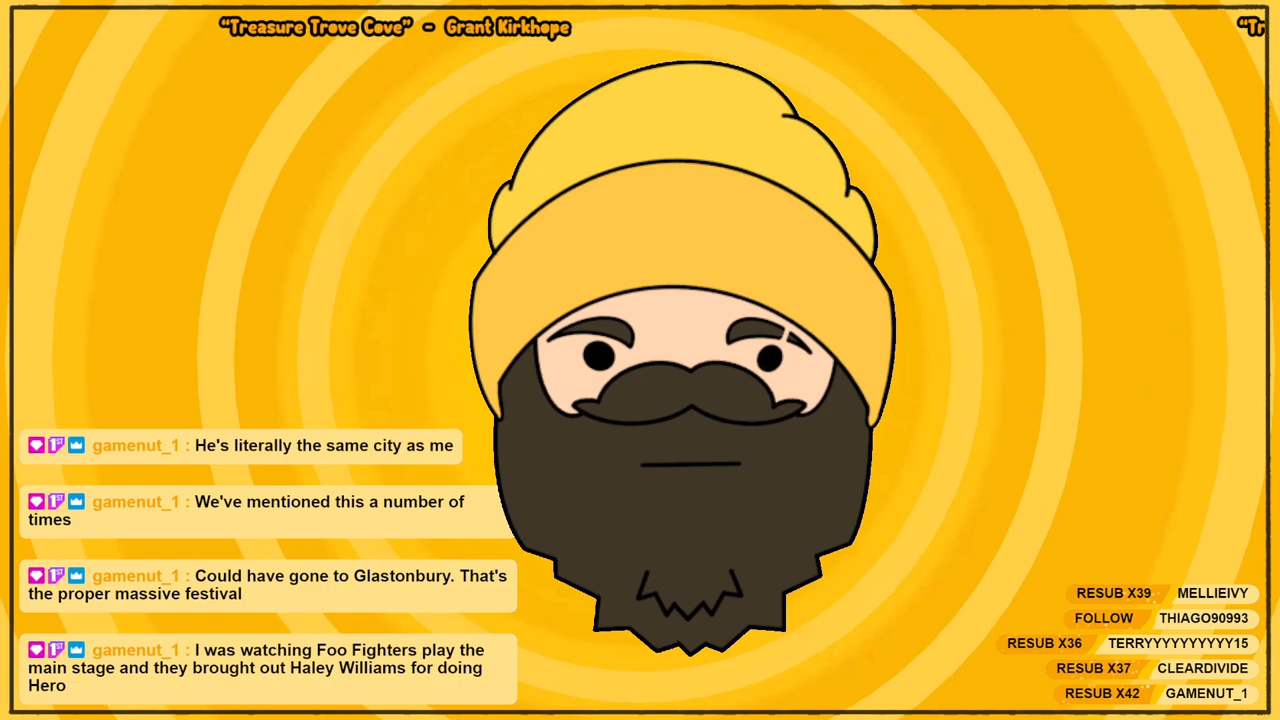 “Treasure Trove Cove” - Grant Kirkhope
“Tr
gamenut_1 : He's literally the same city as me
gamenut_1 : We've mentioned this a number of
times
gamenut_1 : Could have gone to Glastonbury. That's
the proper massive festival
gamenut_1 : I was watching Foo Fighters play the
main stage and they brought out Haley Williams for doing
Hero
RESUB X39 MELLIEIVY
FOLLOW THIAGO90993
RESUB X36 TERRYYYYYYYYYY15
RESUB X37 CLEARDIVIDE
RESUB X42 GAMENUT_1